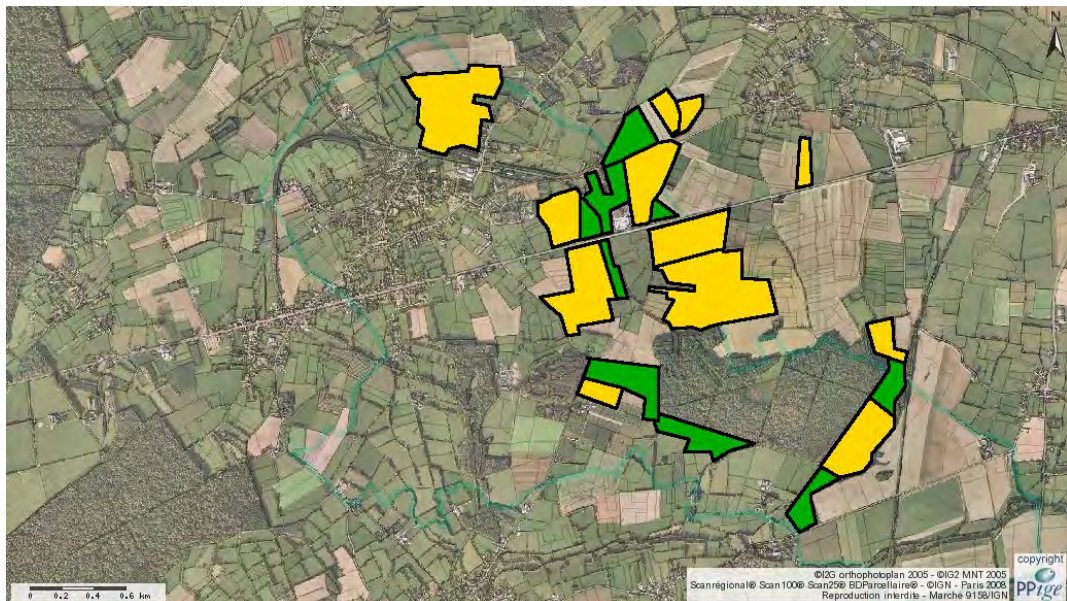 N
0 0.2 0.4 0.6 km
©I2G orthophotoplan 2005 - ©IG2 MNT 2005
Scanrégional® Scan100® Scan25® BDParcellaire® - ©IGN - Paris 2008
Reproduction interdite - Marché 9158/IGN
copyright
PPige